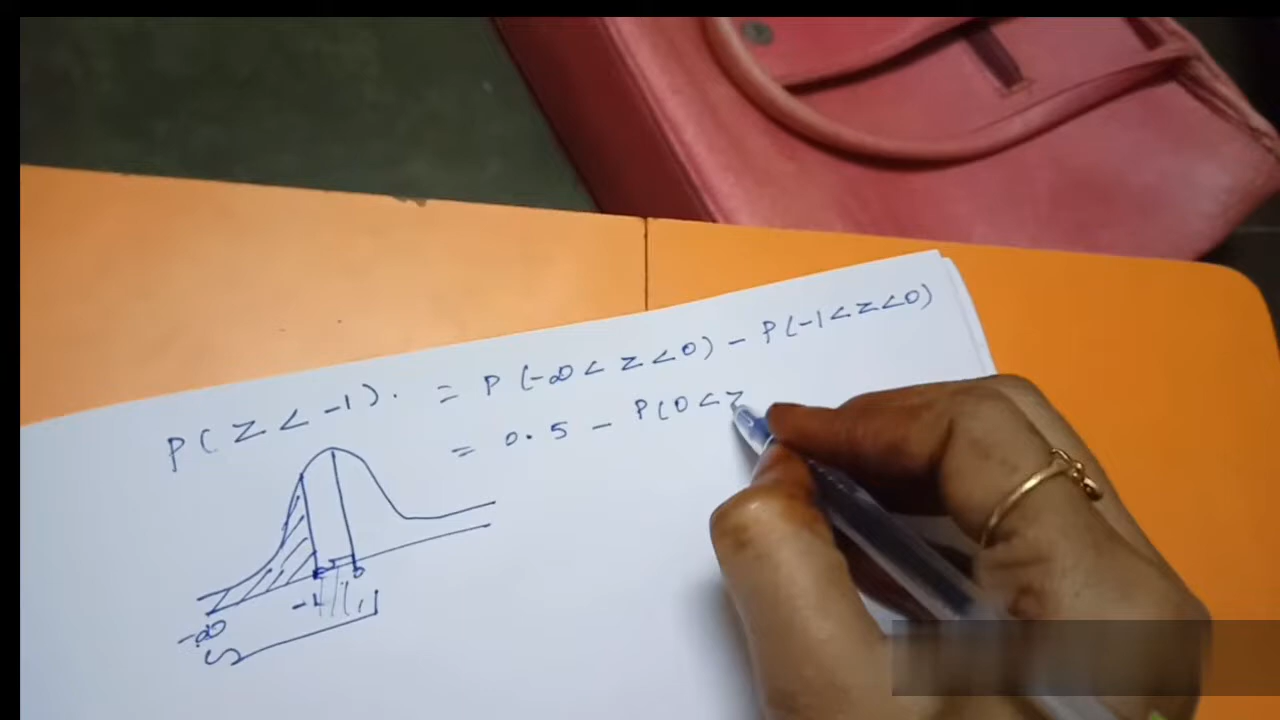 P(Z < -1). = P(-∞ < Z < 0) - P(-1 < Z < 0)
= 0.5 - P(0 < Z
-1 0
-∞